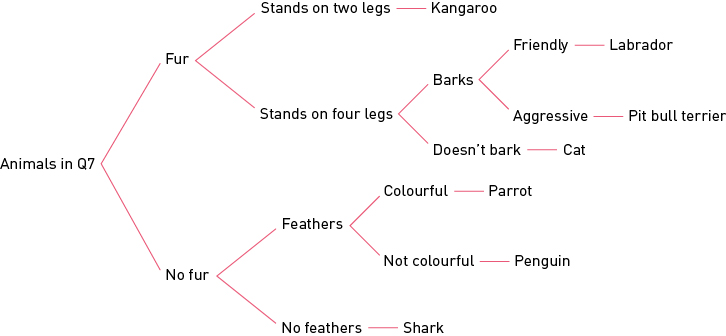 Stands on two legs Kangaroo
Friendly Labrador
Fur
Barks
Stands on four legs
Aggressive Pit bull terrier
Doesn't bark Cat
Animals in Q7
Colourful Parrot
Feathers
Not colourful Penguin
No fur
No feathers Shark